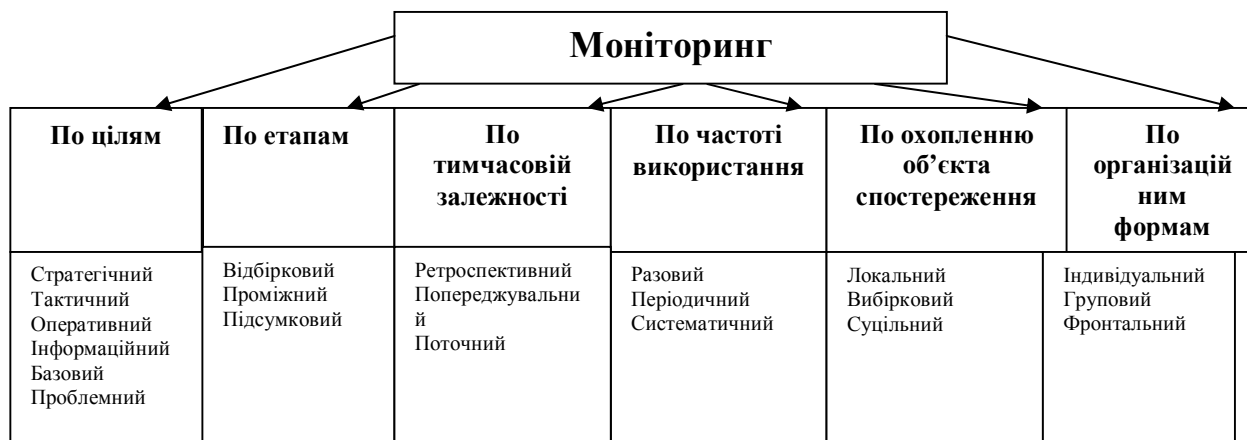 Моніторинг
По цілям
По етапам
По
тимчасовій
залежності
По частоті
використання
По охопленню
об’єкта
спостереження
По
організацій
ним
формам
Стратегічний
Тактичний
Оперативний
Інформаційний
Базовий
Проблемний
Відбірковий
Проміжний
Підсумковий
Ретроспективний
Попереджувальни
й
Поточний
Разовий
Періодичний
Систематичний
Локальний
Вибірковий
Суцільний
Індивідуальний
Груповий
Фронтальний